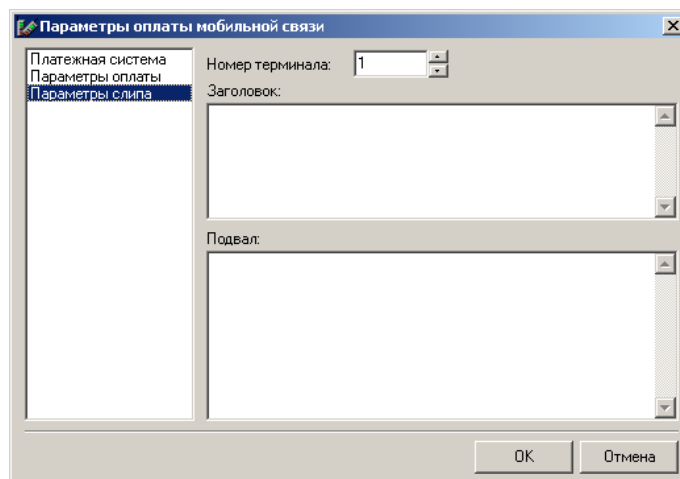 Параметры оплаты мобильной связи
Платежная система
Параметры оплаты
Параметры слипа
Номер терминала: 1
Заголовок:
Подвал:
OK Отмена